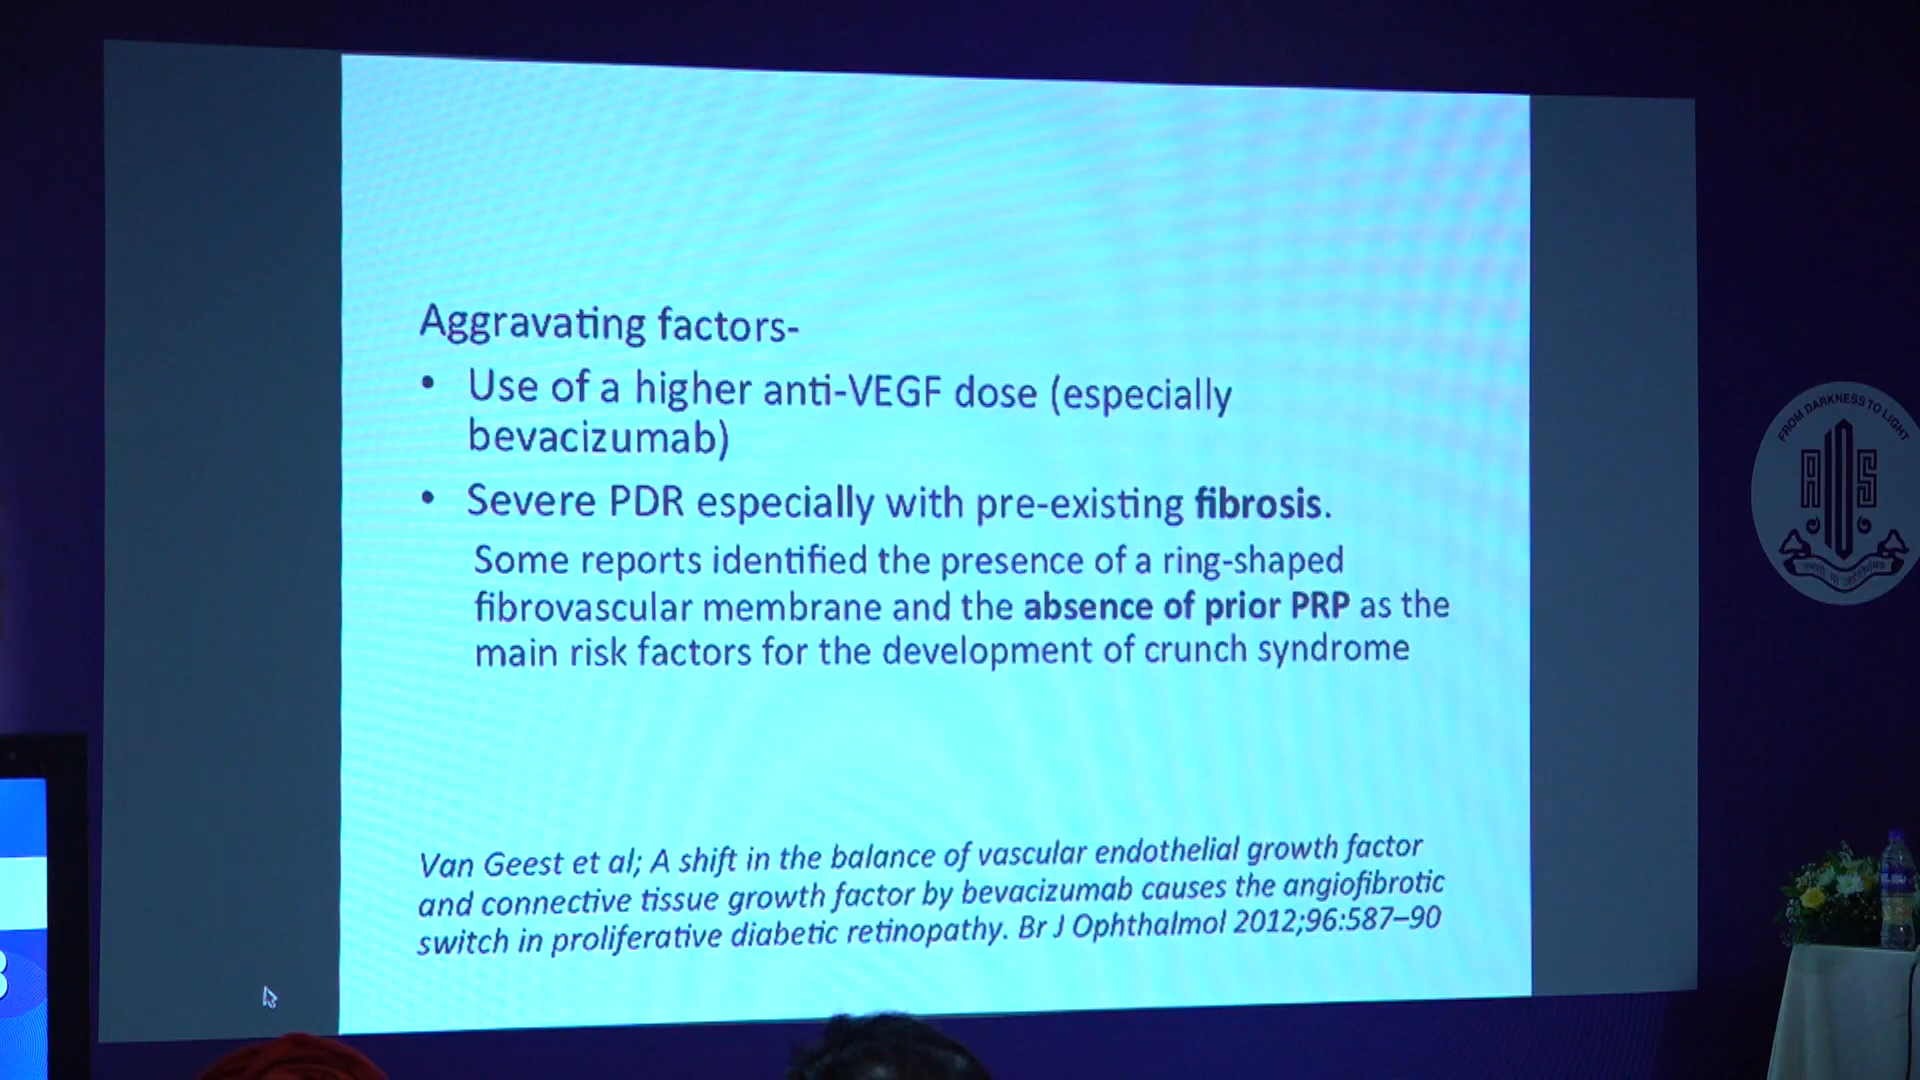 Aggravating factors-
• Use of a higher anti-VEGF dose (especially
bevacizumab)
• Severe PDR especially with pre-existing fibrosis.
Some reports identified the presence of a ring-shaped
fibrovascular membrane and the absence of prior PRP as the
main risk factors for the development of crunch syndrome
Van Geest et al; A shift in the balance of vascular endothelial growth factor
and connective tissue growth factor by bevacizumab causes the angiofibrotic
switch in proliferative diabetic retinopathy. Br J Ophthalmol 2012;96:587–90
FROM DARKNESS TO LIGHT
AIOS